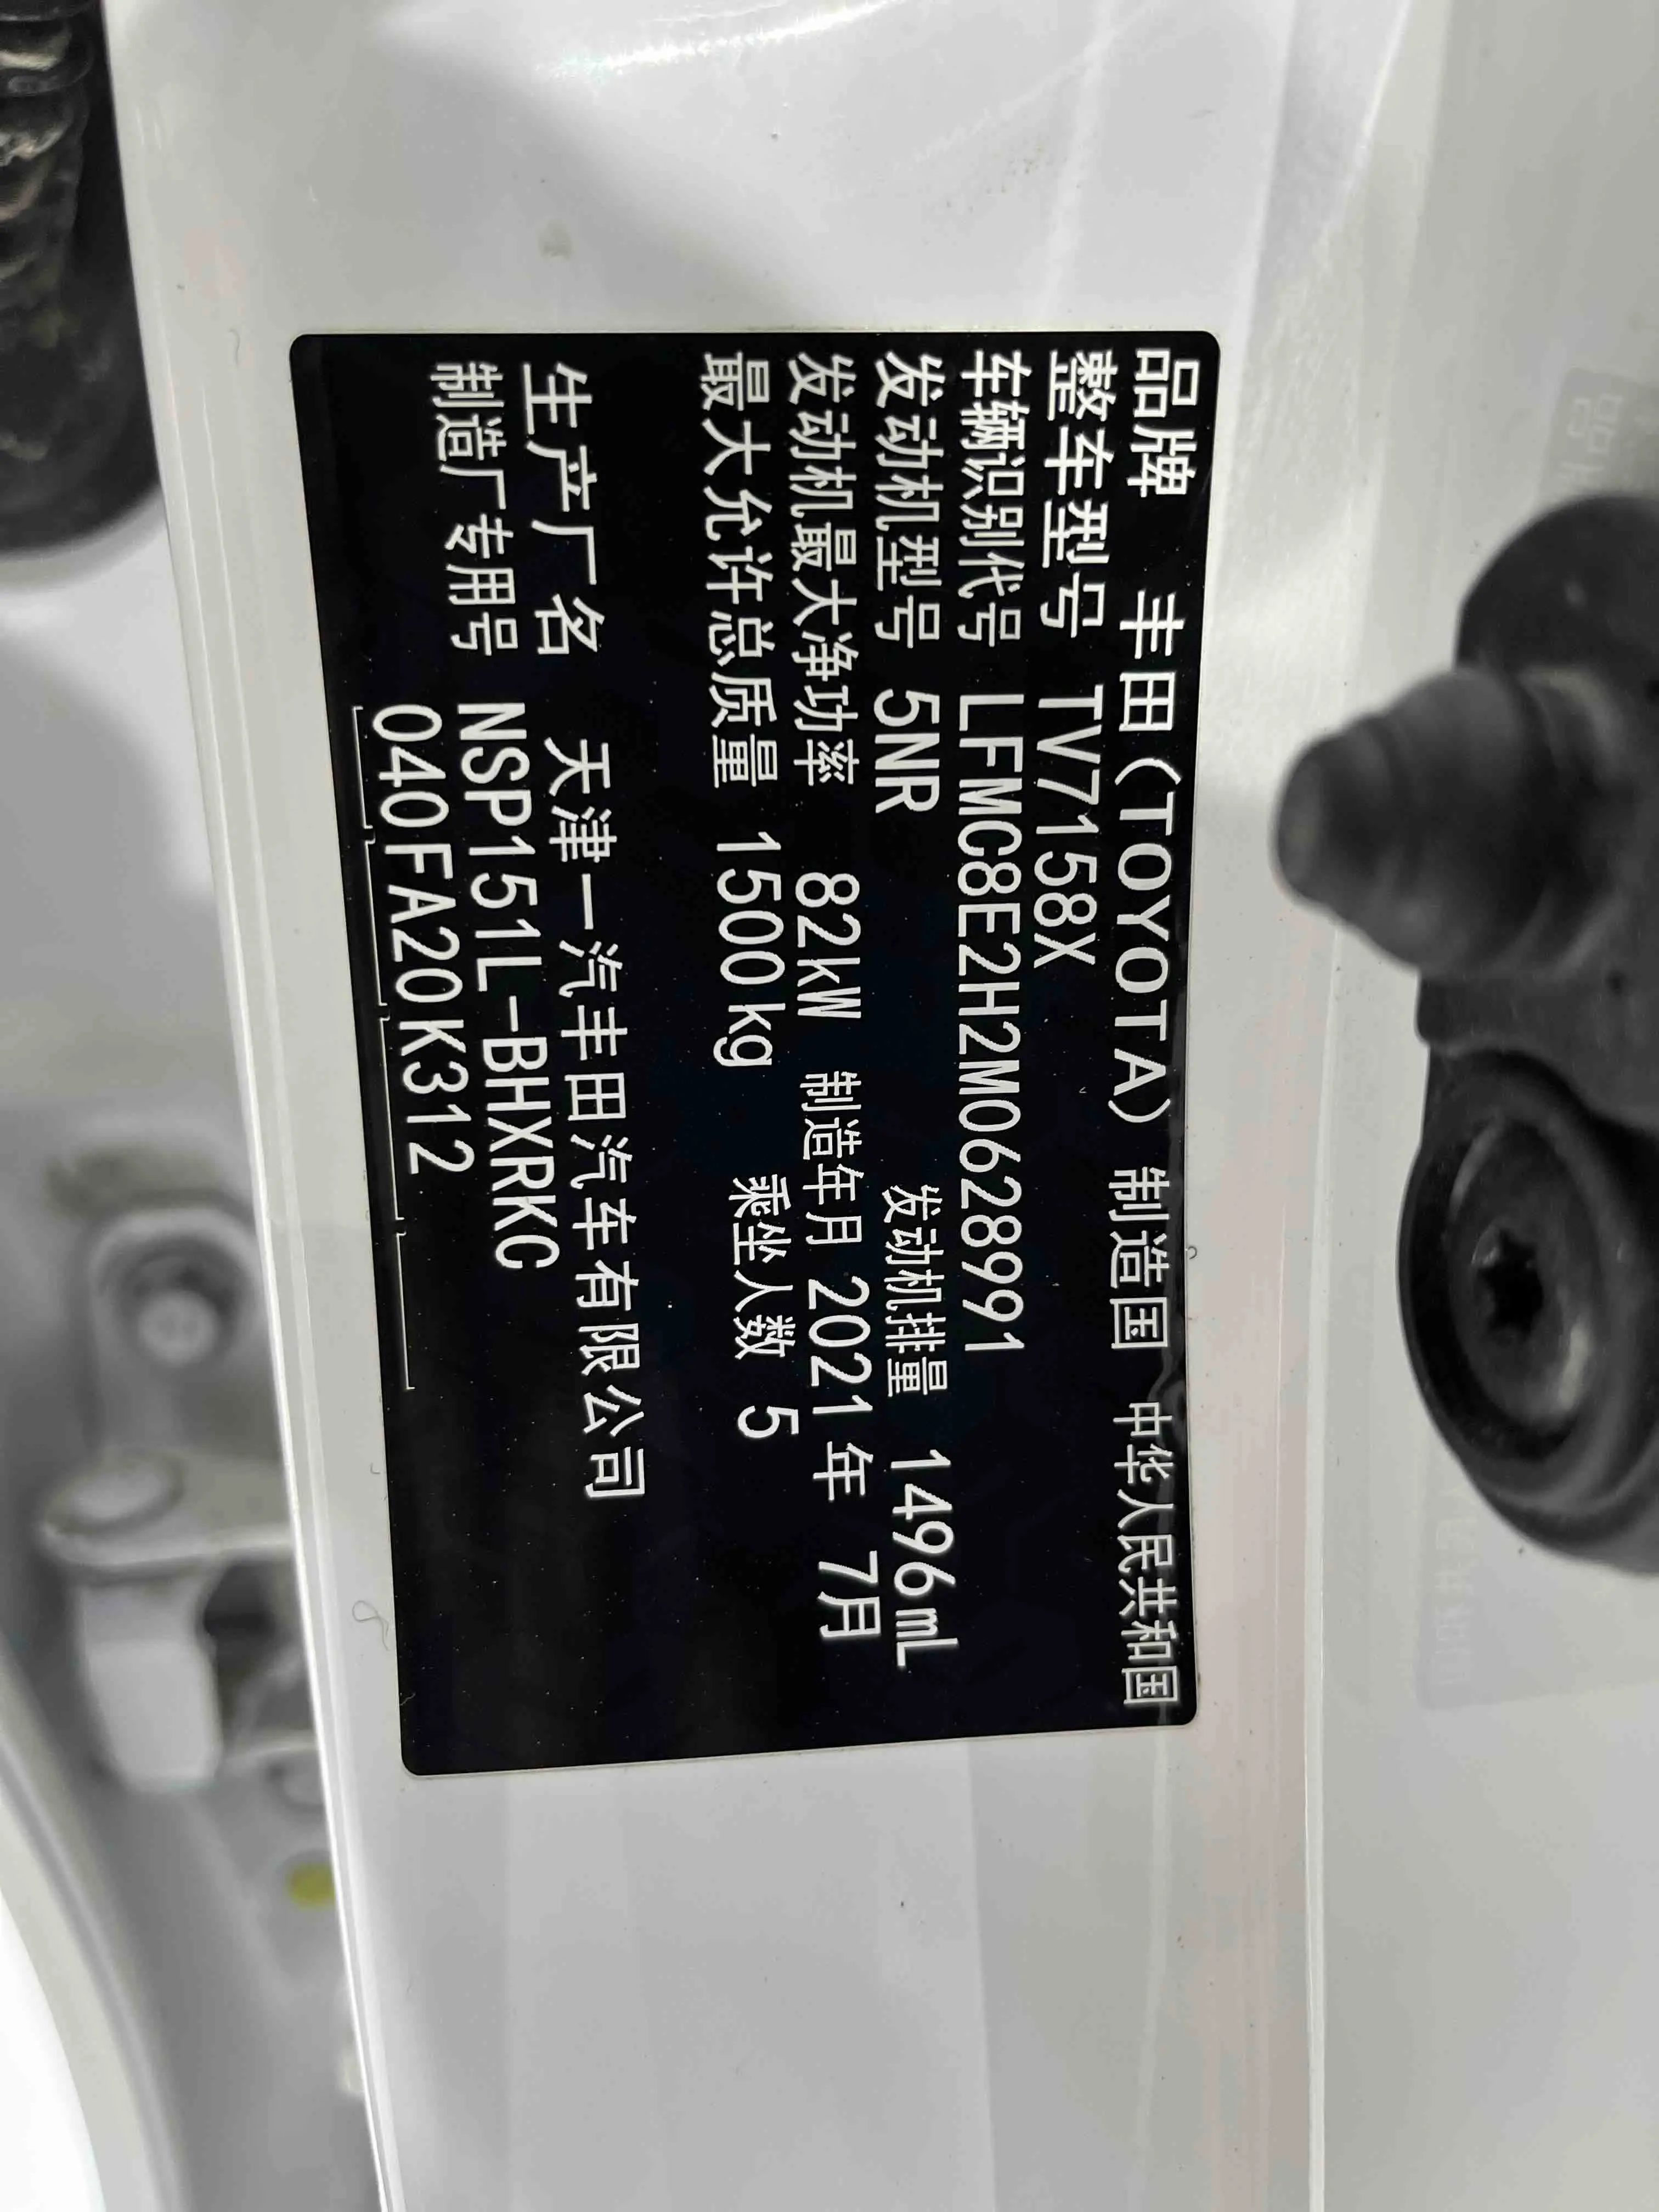 品牌 丰田(TOYOTA) 制造国 中华人民共和国
整车型号 TV7158X
车辆识别代号 LFMC8E2H2M0628991
发动机型号 5NR 发动机排量 1496mL
发动机最大净功率 82kW 制造年月 2021年 7月
最大允许总质量 1500kg 乘坐人数 5
生产厂名 天津一汽丰田汽车有限公司
制造厂专用号 NSP151L-BHXRKC
040FA20K312